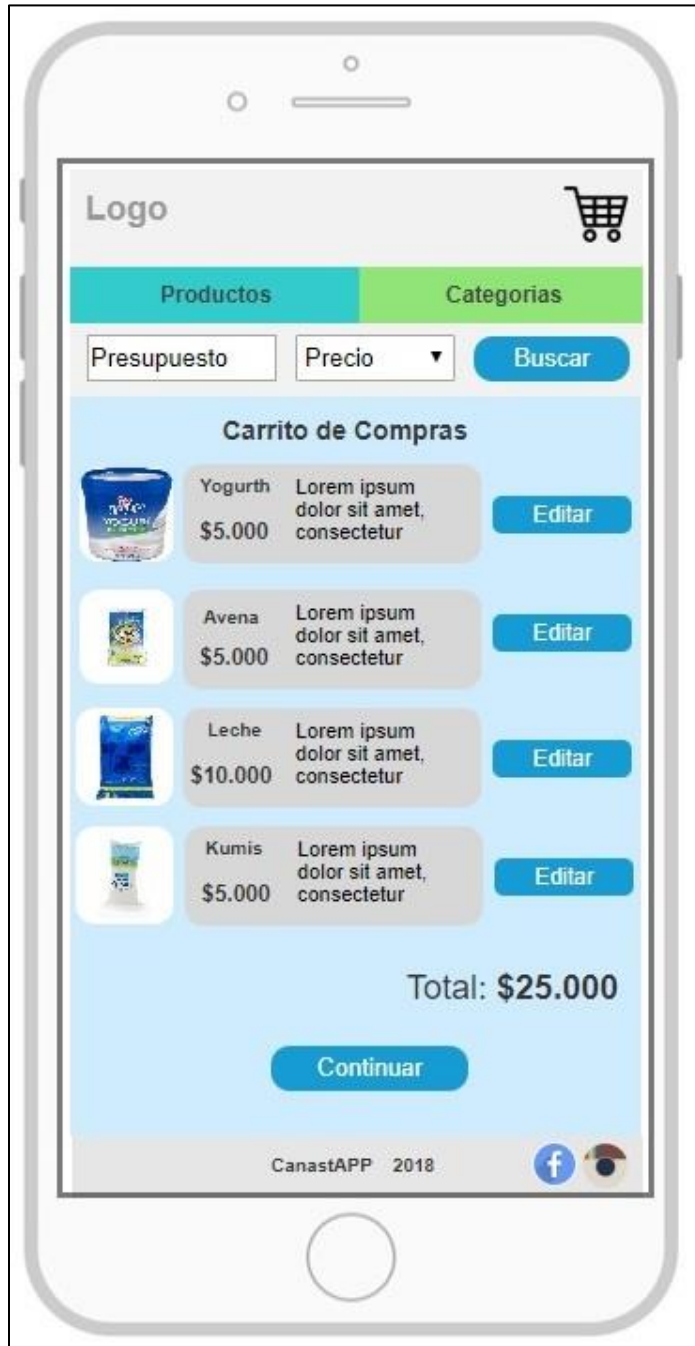 Logo
Productos Categorias
Presupuesto Precio Buscar
Carrito de Compras
Yogurth
$5.000
Lorem ipsum
dolor sit amet,
consectetur
Editar
Avena
$5.000
Lorem ipsum
dolor sit amet,
consectetur
Editar
Leche
$10.000
Lorem ipsum
dolor sit amet,
consectetur
Editar
Kumis
$5.000
Lorem ipsum
dolor sit amet,
consectetur
Editar
Total: $25.000
Continuar
CanastAPP 2018